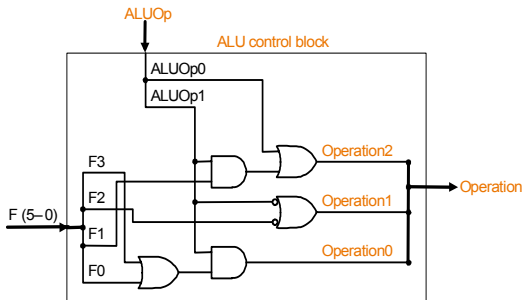 ALUOp
ALU control block
ALUOp0
ALUOp1
F3
Operation2
F2
Operation1
Operation
F (5–0)
F1
Operation0
F0